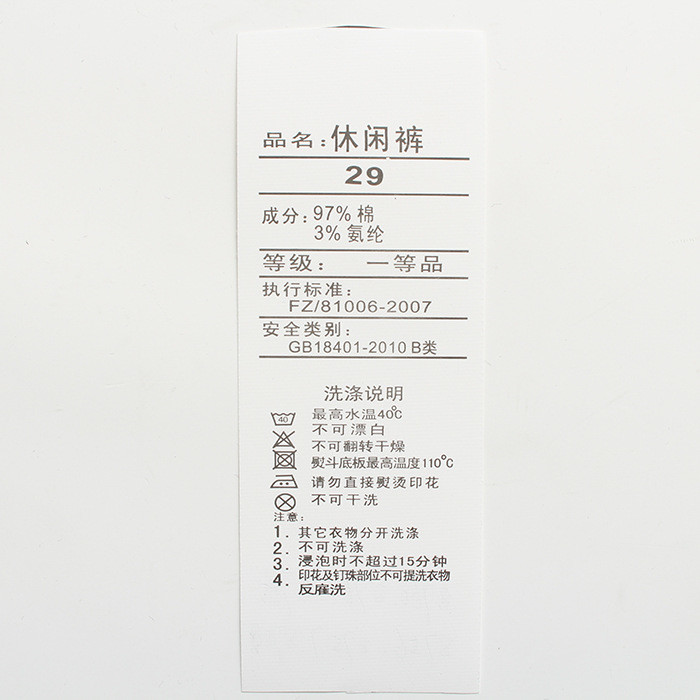 品名:休闲裤
29
成分:97% 棉
3% 氨纶
等级: 一等品
执行标准:
FZ/81006-2007
安全类别:
GB18401-2010 B类
洗涤说明
40
最高水温40℃
不可漂白
不可翻转干燥
熨斗底板最高温度110℃
请勿直接熨烫印花
不可干洗
注意:
1. 其它衣物分开洗涤
2. 不可洗涤
3. 浸泡时不超过15分钟
4. 印花及钉珠部位不可提洗衣物
反雇洗